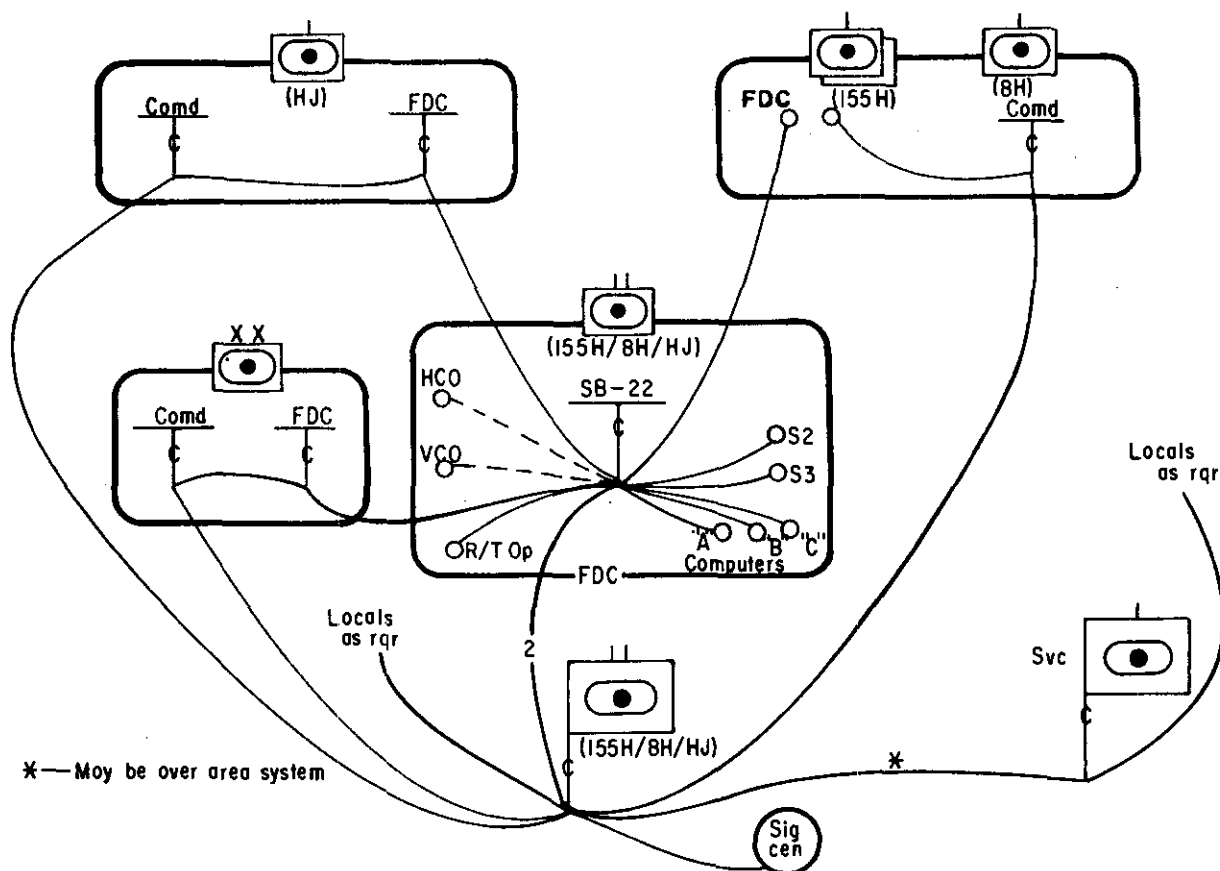 (HJ)
Comd
C
FDC
C
(155H)
(8H)
FDC
Comd
C
XX
Comd
C
FDC
C
(155H/8H/HJ)
SB-22
C
HCO
VCO
R/T Op
S2
S3
"A"
"B"
"C"
Computers
FDC
Locals
as rqr
Locals
as rqr
2
(155H/8H/HJ)
C
Svc
C
*
*—May be over area system
Sig
cen